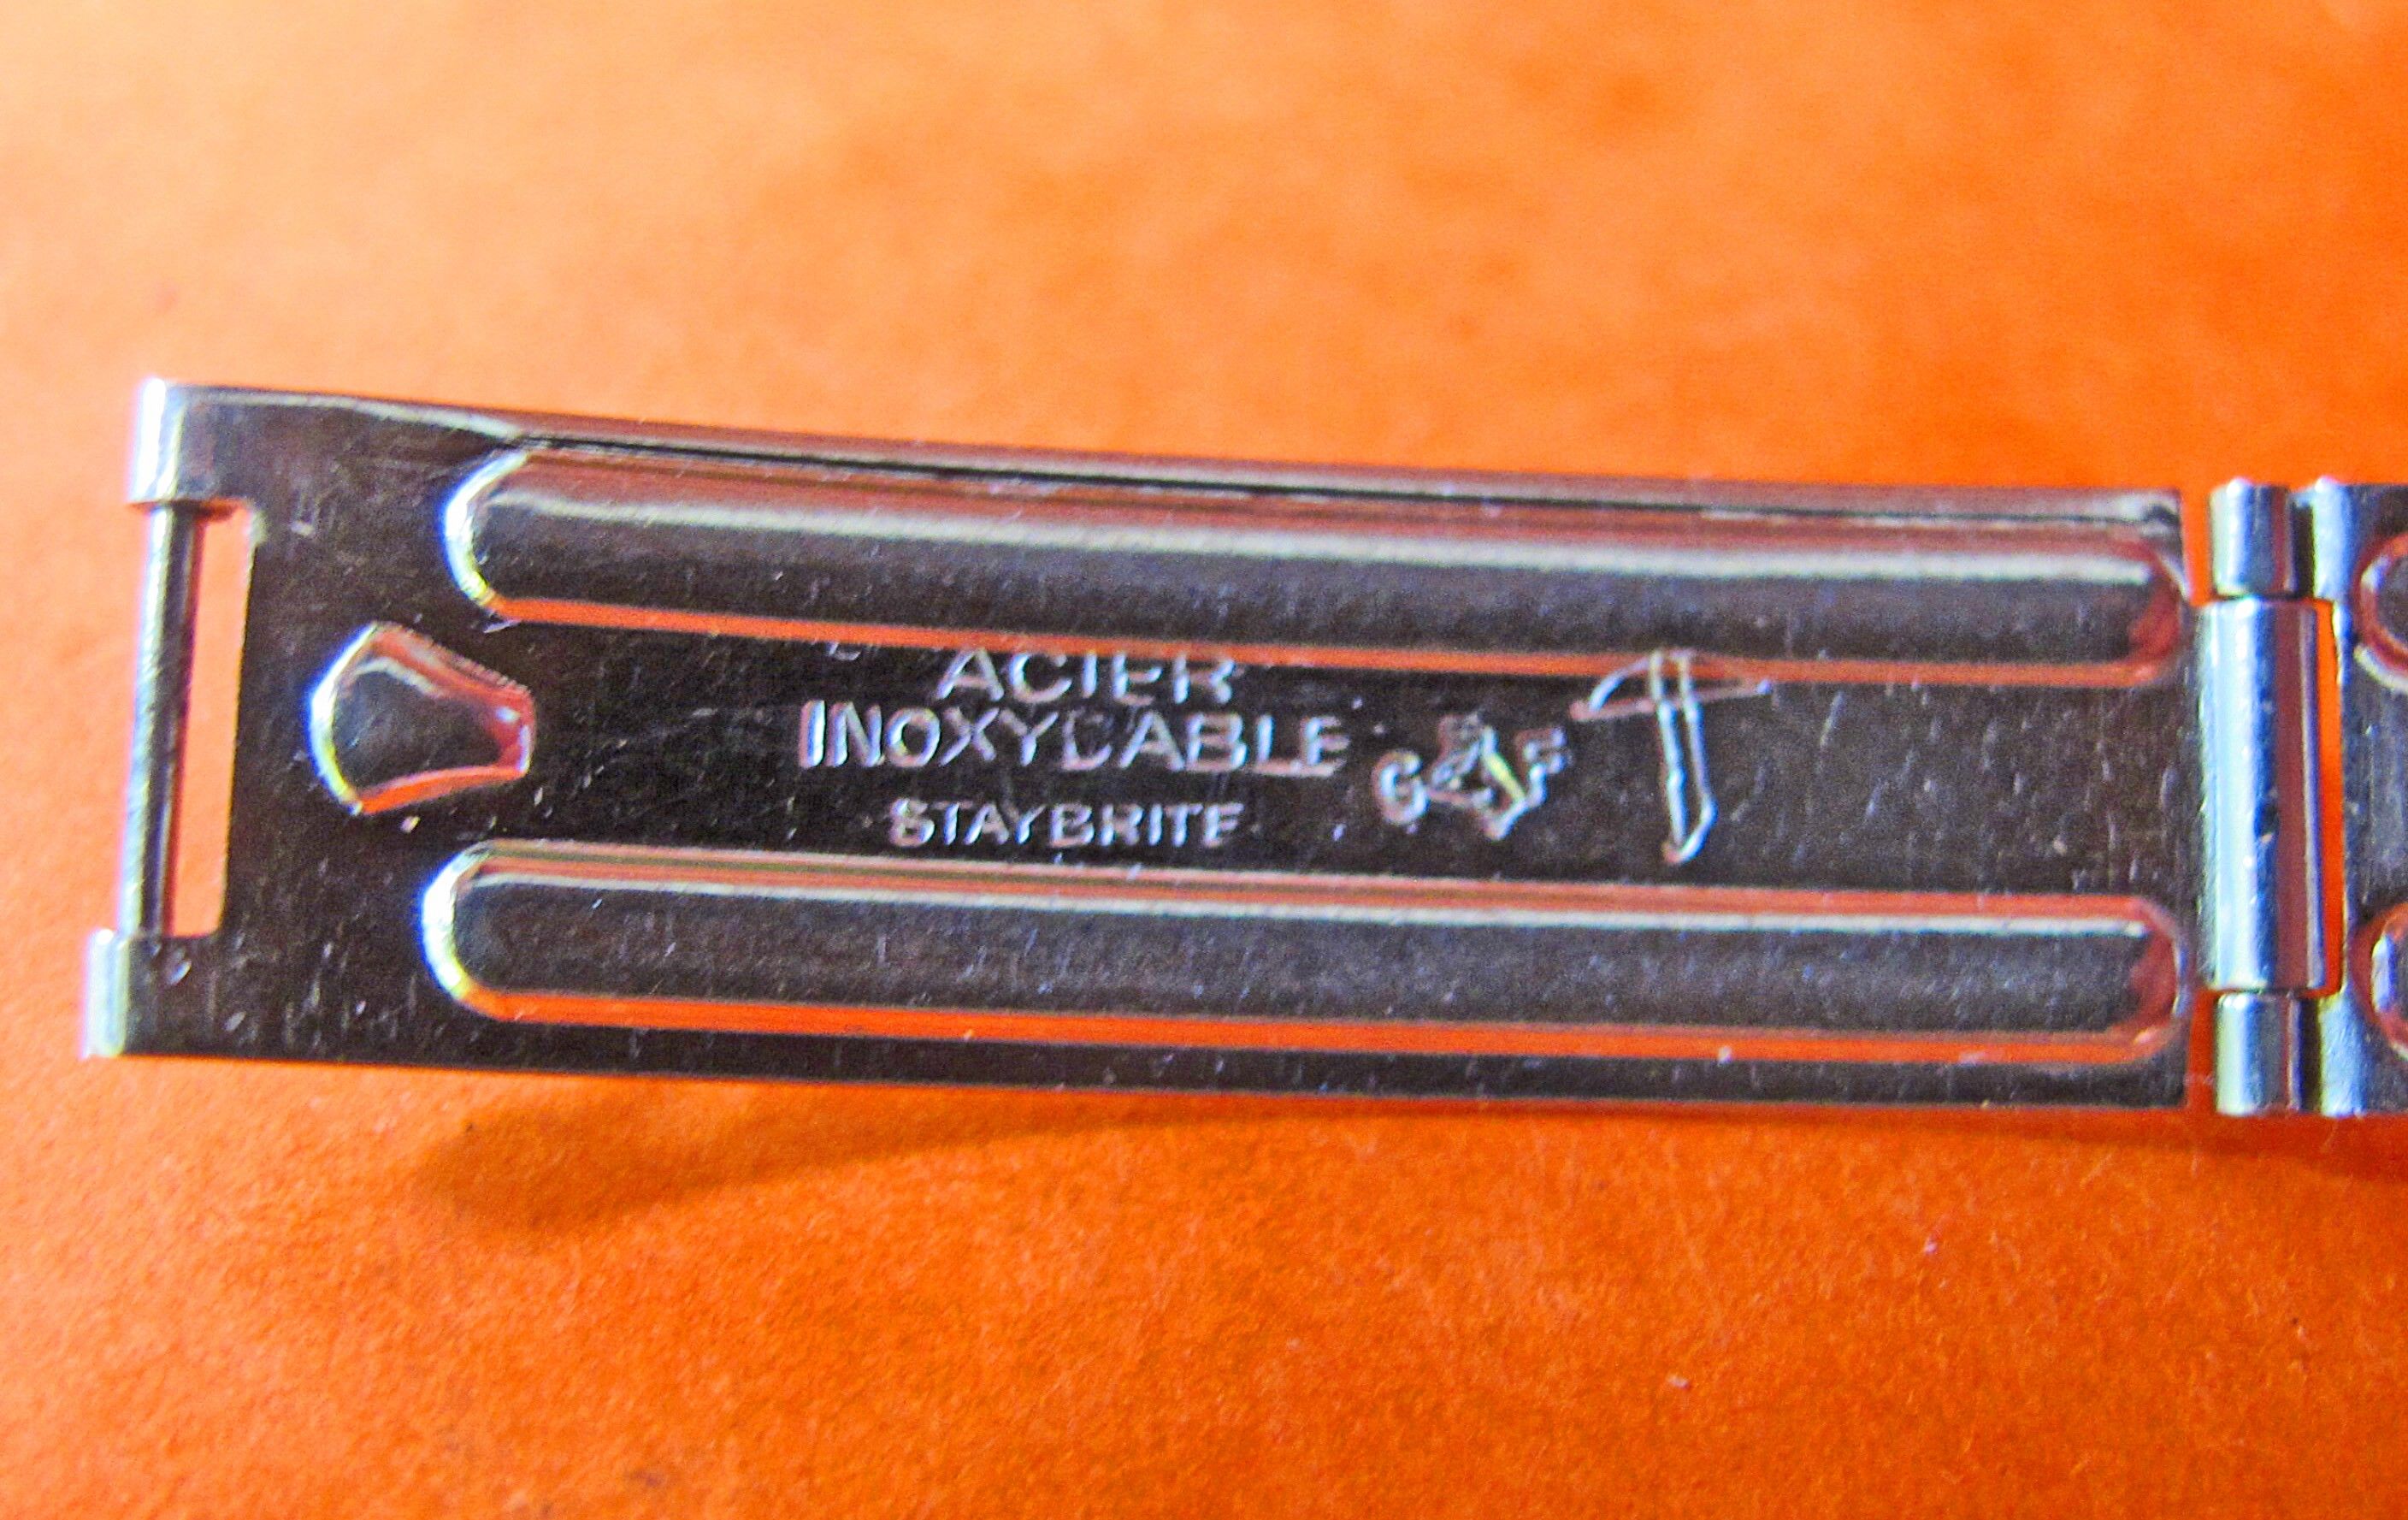 ACIER
INOXYDABLE
STAYBRITE
G F